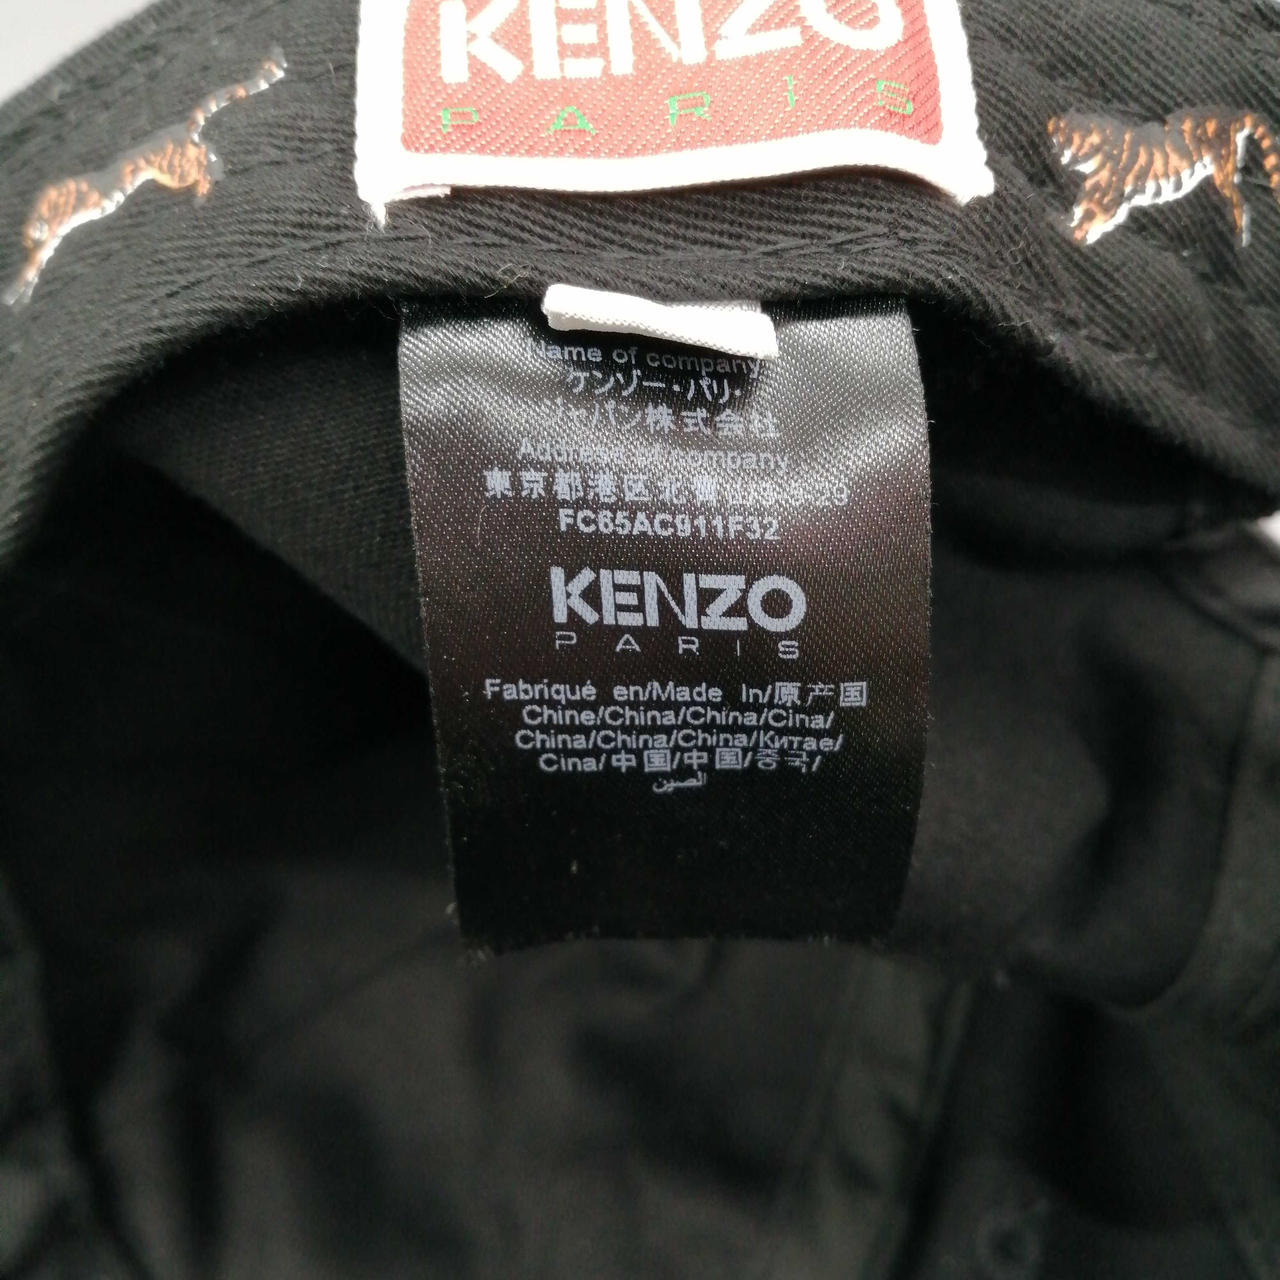 KENZO
PARIS
Name of company
ケンゾー・パリ・
ジャパン株式会社
Address of company
東京都港区北青山3-6-
FC65AC911F32
KENZO
PARIS
Fabriqué en/Made In/原产国
Chine/China/China/Cina/
China/China/China/Китае/
Cina/中国/中国/중국/
الصين